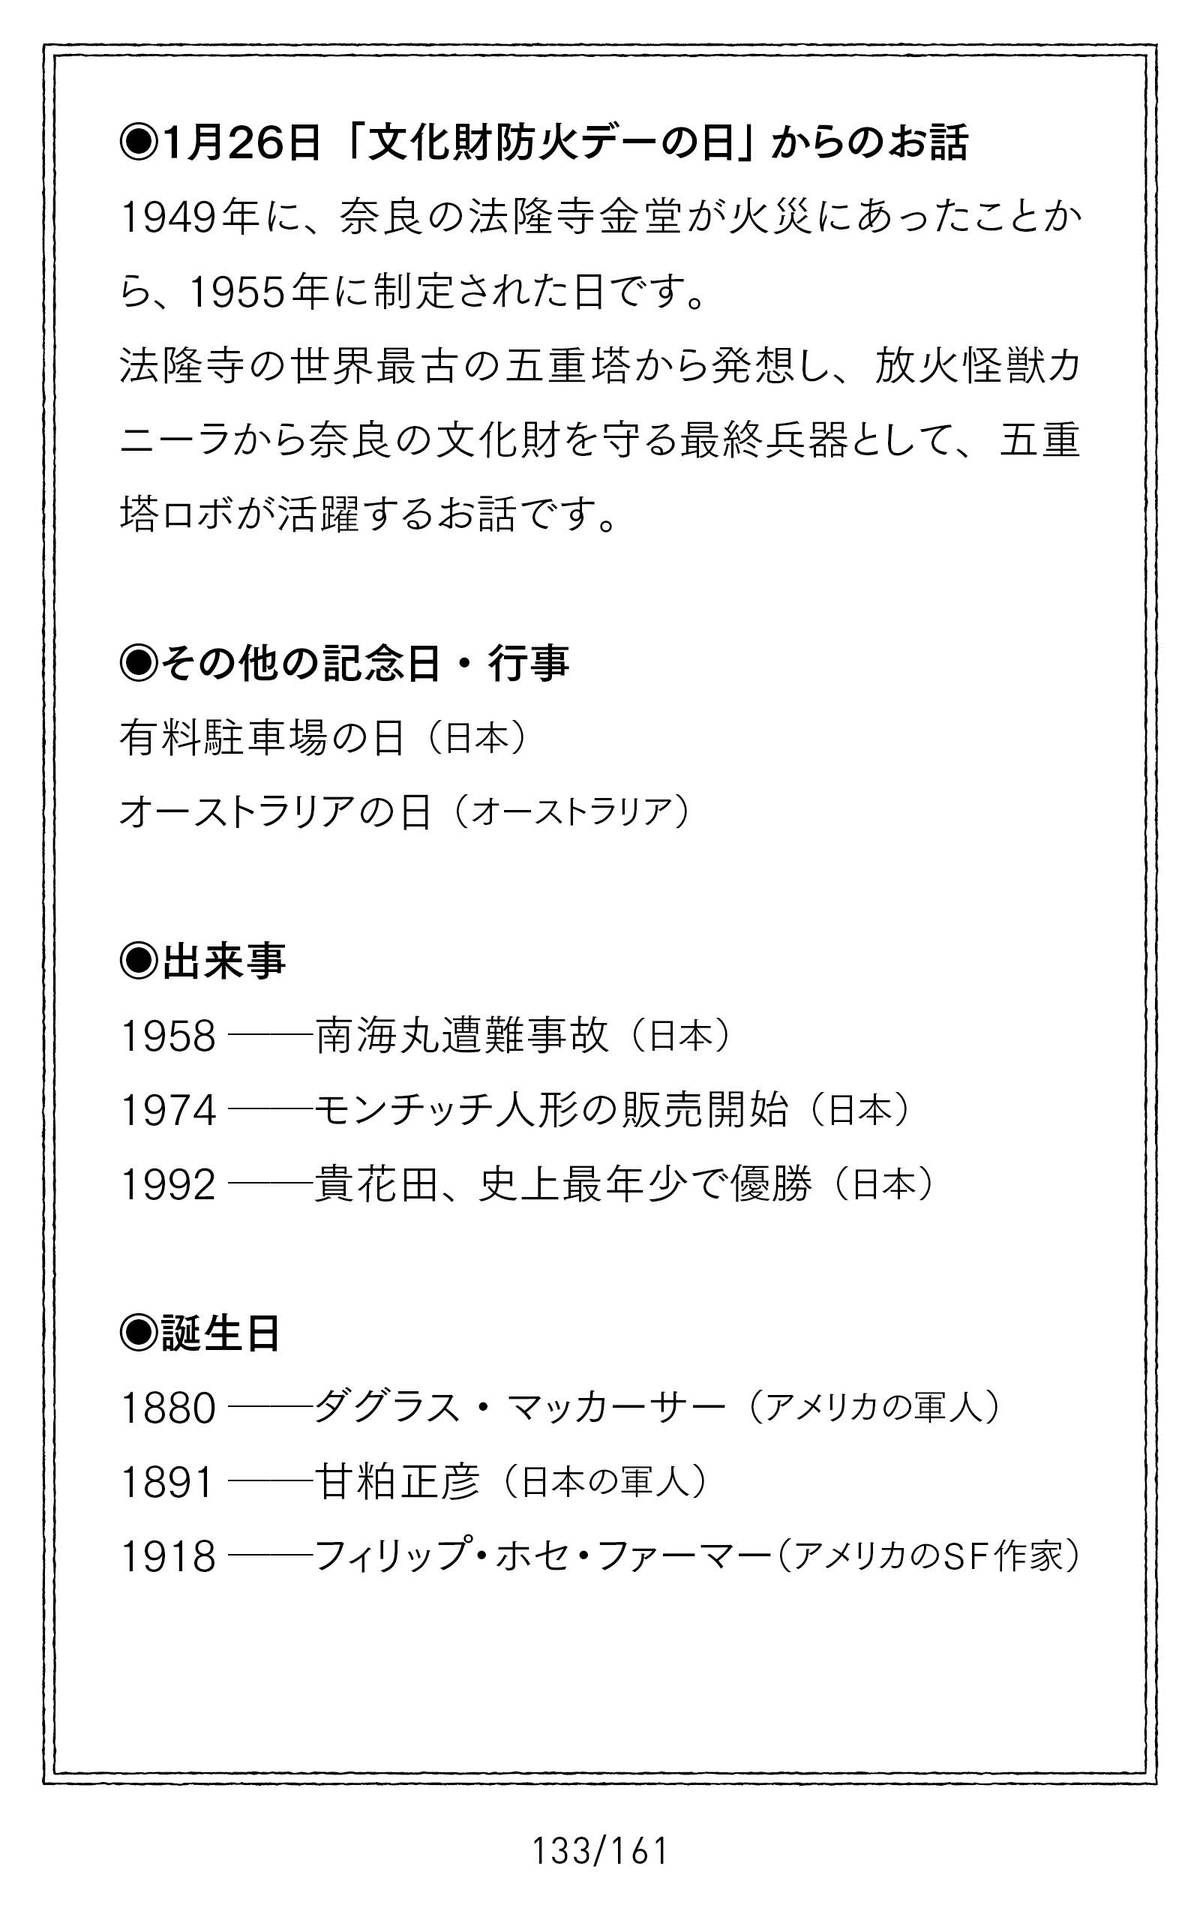 ◉1月26日「文化財防火デーの日」からのお話
1949年に、奈良の法隆寺金堂が火災にあったことか
ら、1955年に制定された日です。
法隆寺の世界最古の五重塔から発想し、放火怪獣カ
ニーラから奈良の文化財を守る最終兵器として、五重
塔ロボが活躍するお話です。
◉その他の記念日・行事
有料駐車場の日（日本）
オーストラリアの日（オーストラリア）
◉出来事
1958 ――南海丸遭難事故（日本）
1974 ――モンチッチ人形の販売開始（日本）
1992 ――貴花田、史上最年少で優勝（日本）
◉誕生日
1880 ――ダグラス・マッカーサー（アメリカの軍人）
1891 ――甘粕正彦（日本の軍人）
1918 ――フィリップ・ホセ・ファーマー（アメリカのSF作家）
133/161